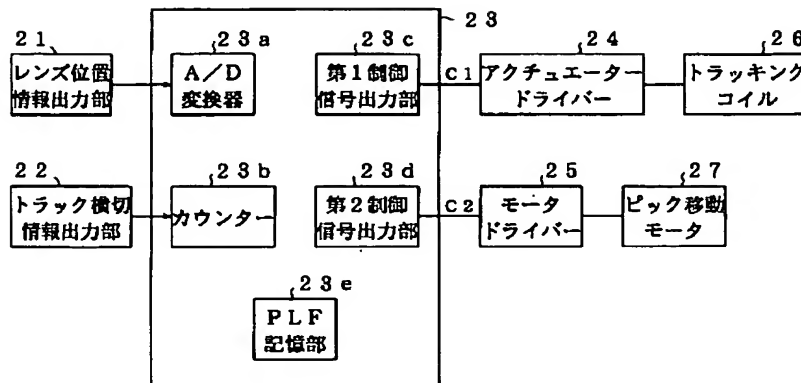 23
21
レンズ位置
情報出力部
23a
A/D
変換器
23c
第1制御
信号出力部
C1
24
アクチュエーター
ドライバー
26
トラッキング
コイル
22
トラック横切
情報出力部
23b
カウンター
23d
第2制御
信号出力部
C2
25
モータ
ドライバー
27
ピック移動
モータ
23e
PLF
記憶部